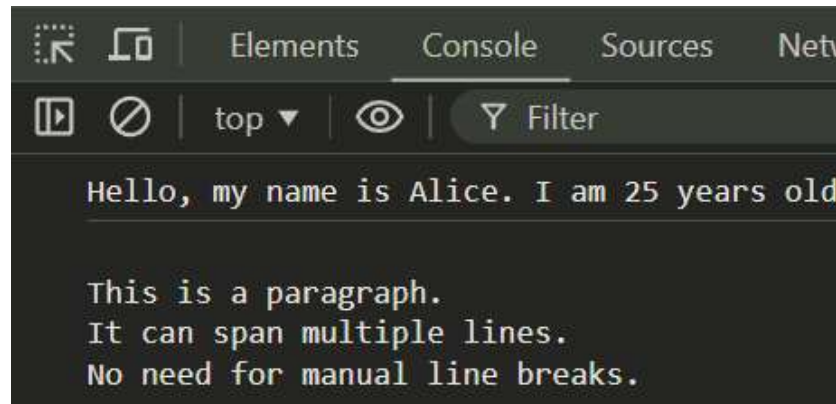 Elements Console Sources
top Filter
Hello, my name is Alice. I am 25 years old
This is a paragraph.
It can span multiple lines.
No need for manual line breaks.